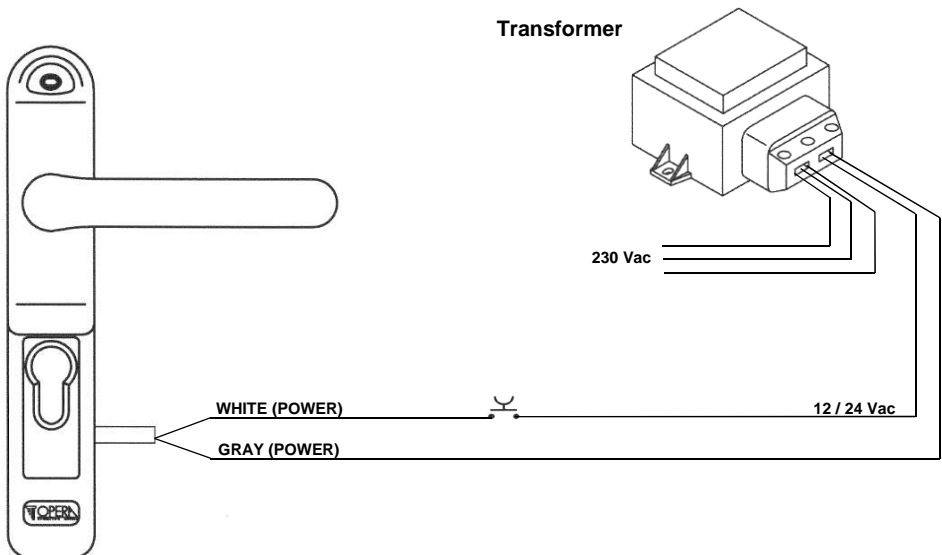 Transformer
230 Vac
WHITE (POWER)
12 / 24 Vac
GRAY (POWER)
OPERA